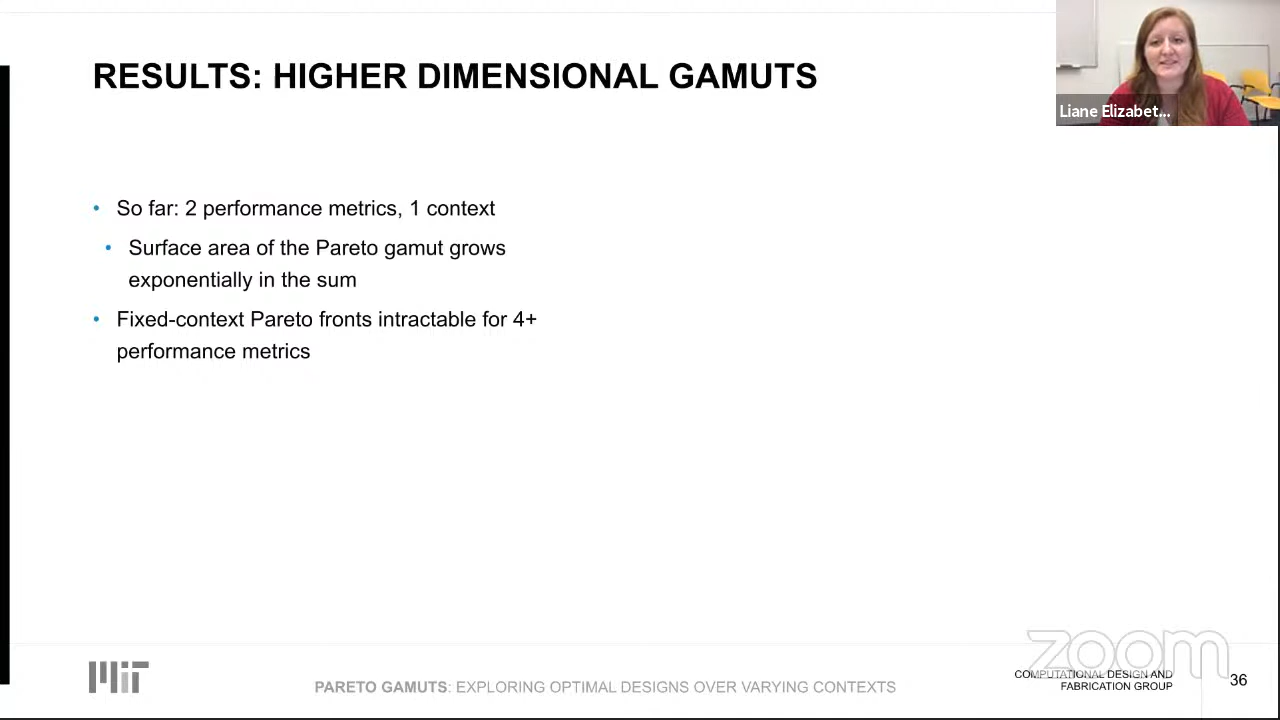 RESULTS: HIGHER DIMENSIONAL GAMUTS
Liane Elizabet...
• So far: 2 performance metrics, 1 context
• Surface area of the Pareto gamut grows
exponentially in the sum
• Fixed-context Pareto fronts intractable for 4+
performance metrics
zoom
MIT
PARETO GAMUTS: EXPLORING OPTIMAL DESIGNS OVER VARYING CONTEXTS
COMPUTATIONAL DESIGN AND
FABRICATION GROUP
36